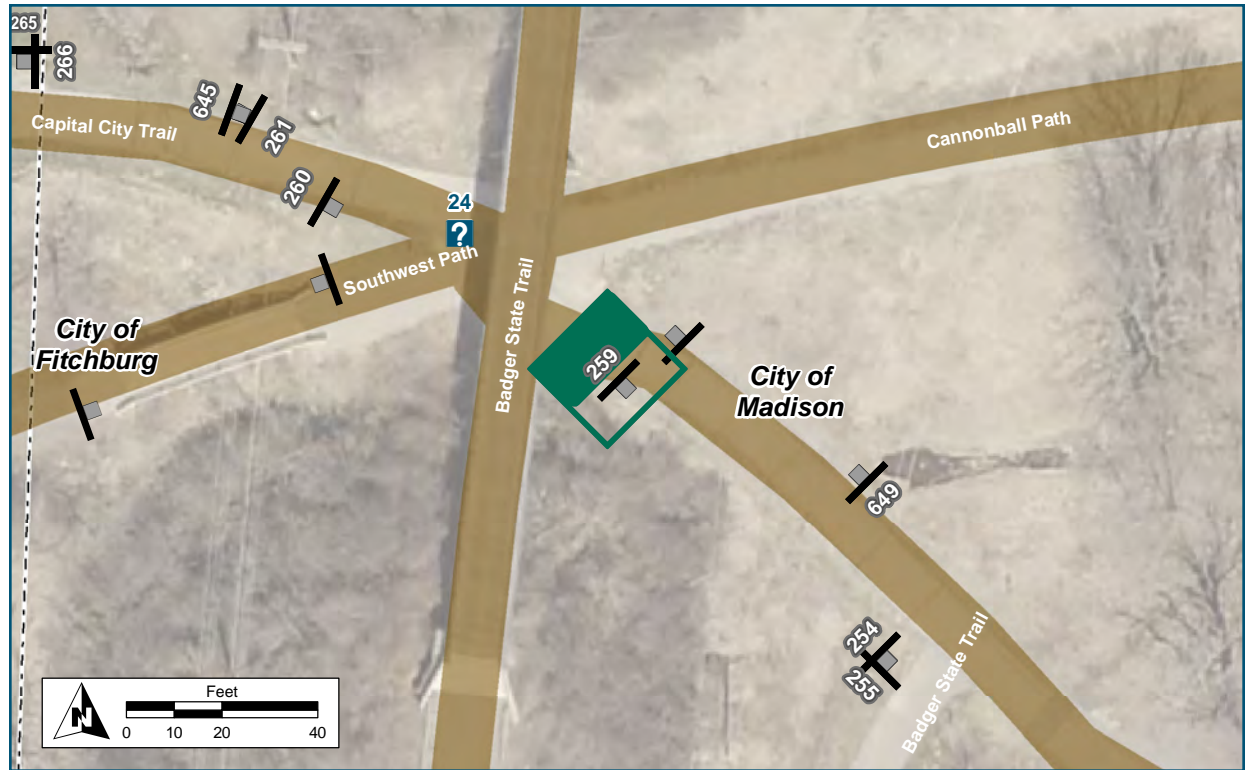 265
266
645
261
Capital City Trail
Cannonball Path
260
24
?
Southwest Path
Badger State Trail
City of
Fitchburg
259
City of
Madison
649
254
255
Badger State Trail
Feet
N
0 10 20 40